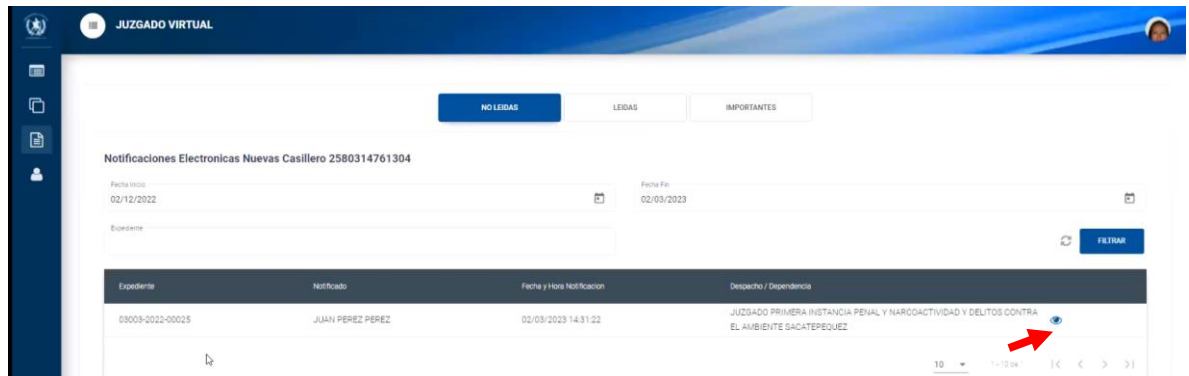 JUZGADO VIRTUAL
NO LEIDAS
LEIDAS
IMPORTANTES
Notificaciones Electronicas Nuevas Casillero 2580314761304
Fecha Inicio
02/12/2022
Fecha Fin
02/03/2023
Expediente
FILTRAR
Expediente Notificado Fecha y Hora Notificacion Despacho / Dependencia
03003-2022-00025 JUAN PEREZ PEREZ 02/03/2023 14:31:22 JUZGADO PRIMERA INSTANCIA PENAL Y NARCOACTIVIDAD Y DELITOS CONTRA
EL AMBIENTE SACATEPEQUEZ
10